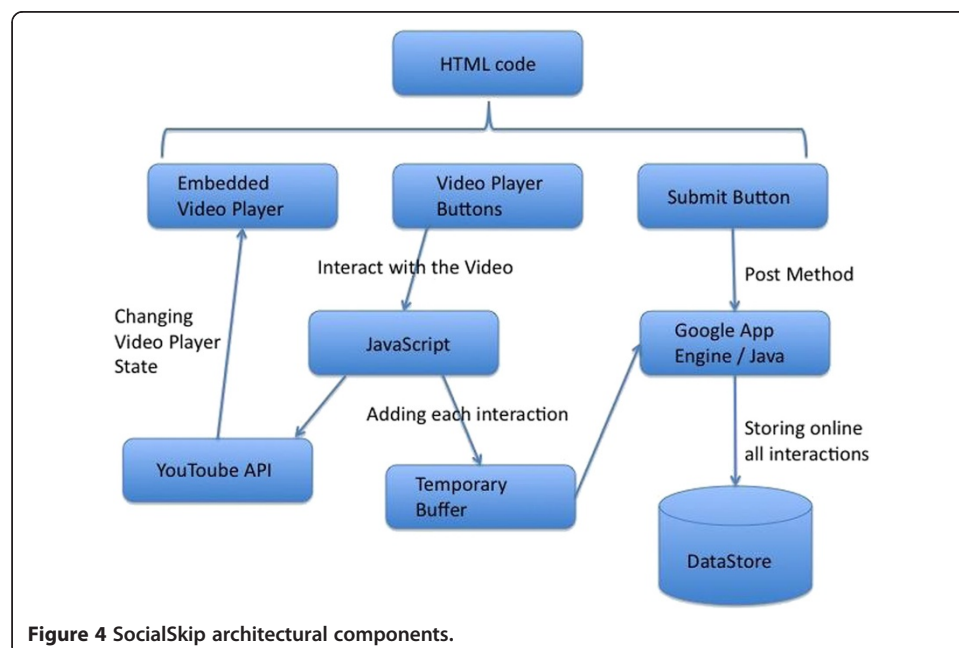 HTML code
Embedded
Video Player
Video Player
Buttons
Submit Button
Interact with the Video
Post Method
Changing
Video Player
State
JavaScript
Google App
Engine / Java
Adding each interaction
Storing online
all interactions
YouToube API
Temporary
Buffer
DataStore
Figure 4 SocialSkip architectural components.